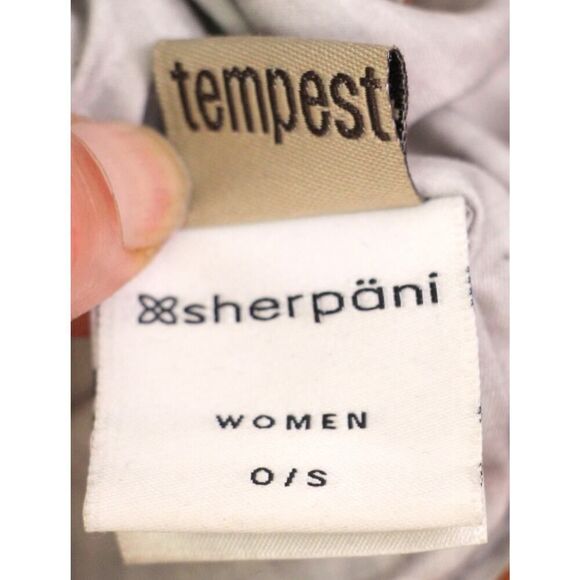 tempest
sherpäni
WOMEN
O/S